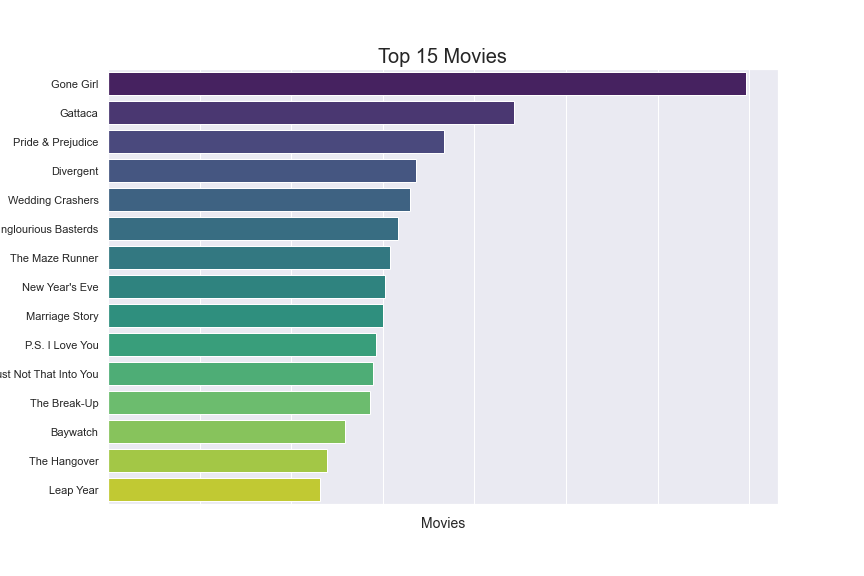 Top 15 Movies
Gone Girl
Gattaca
Pride & Prejudice
Divergent
Wedding Crashers
nglourious Basterds
The Maze Runner
New Year's Eve
Marriage Story
P.S. I Love You
ust Not That Into You
The Break-Up
Baywatch
The Hangover
Leap Year
Movies